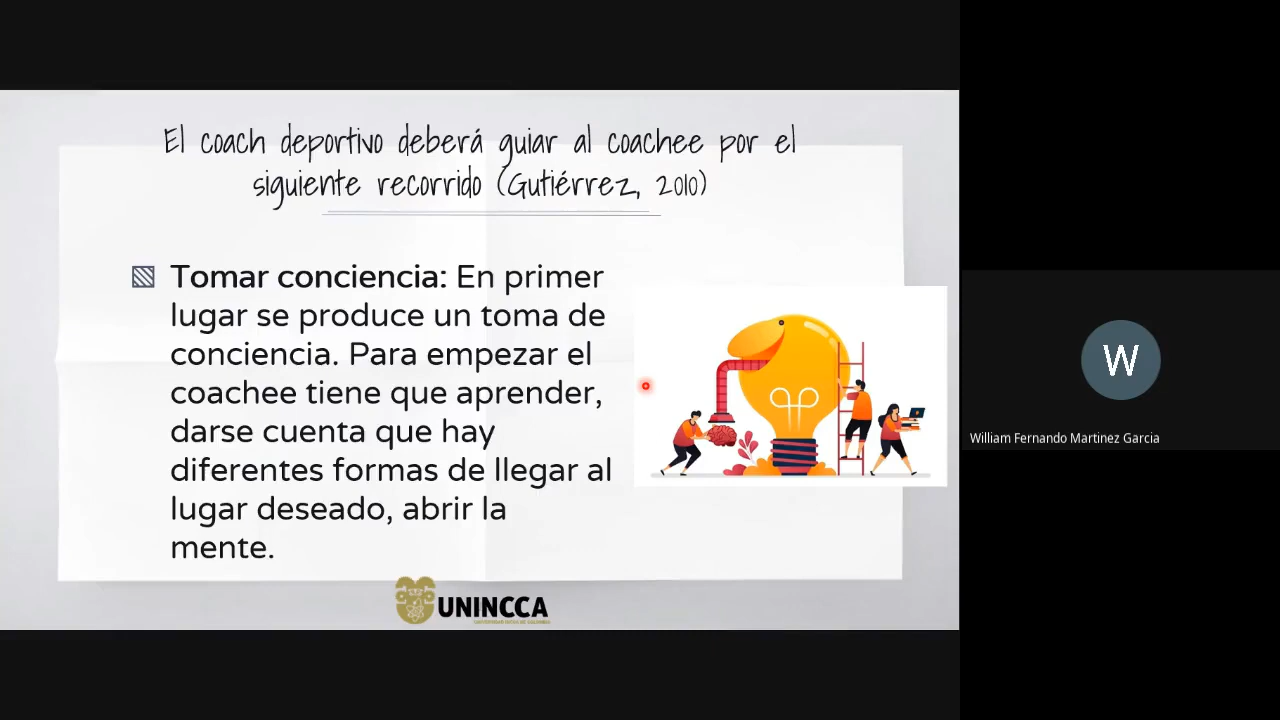 El coach deportivo deberá guiar al coachee por el
siguiente recorrido (Gutiérrez, 2010)
Tomar conciencia: En primer
lugar se produce un toma de
conciencia. Para empezar el
coachee tiene que aprender,
darse cuenta que hay
diferentes formas de llegar al
lugar deseado, abrir la
mente.
UNINCCA
W
William Fernando Martinez Garcia